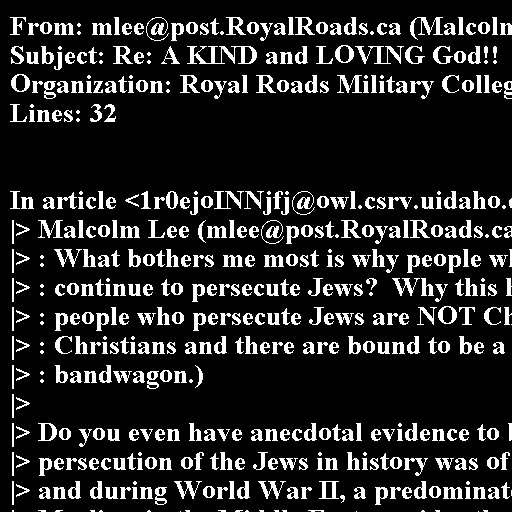 From: mlee@post.RoyalRoads.ca (Malcolm
Subject: Re: A KIND and LOVING God!!
Organization: Royal Roads Military Colleg
Lines: 32
In article <1r0ejoINNjfj@owl.csrv.uidaho.
|> Malcolm Lee (mlee@post.RoyalRoads.ca
|> : What bothers me most is why people w
|> : continue to persecute Jews?  Why this
|> : people who persecute Jews are NOT Ch
|> : Christians and there are bound to be a
|> : bandwagon.)
|>
|> Do you even have anecdotal evidence to
|> persecution of the Jews in history was of
|> and during World War II, a predominat